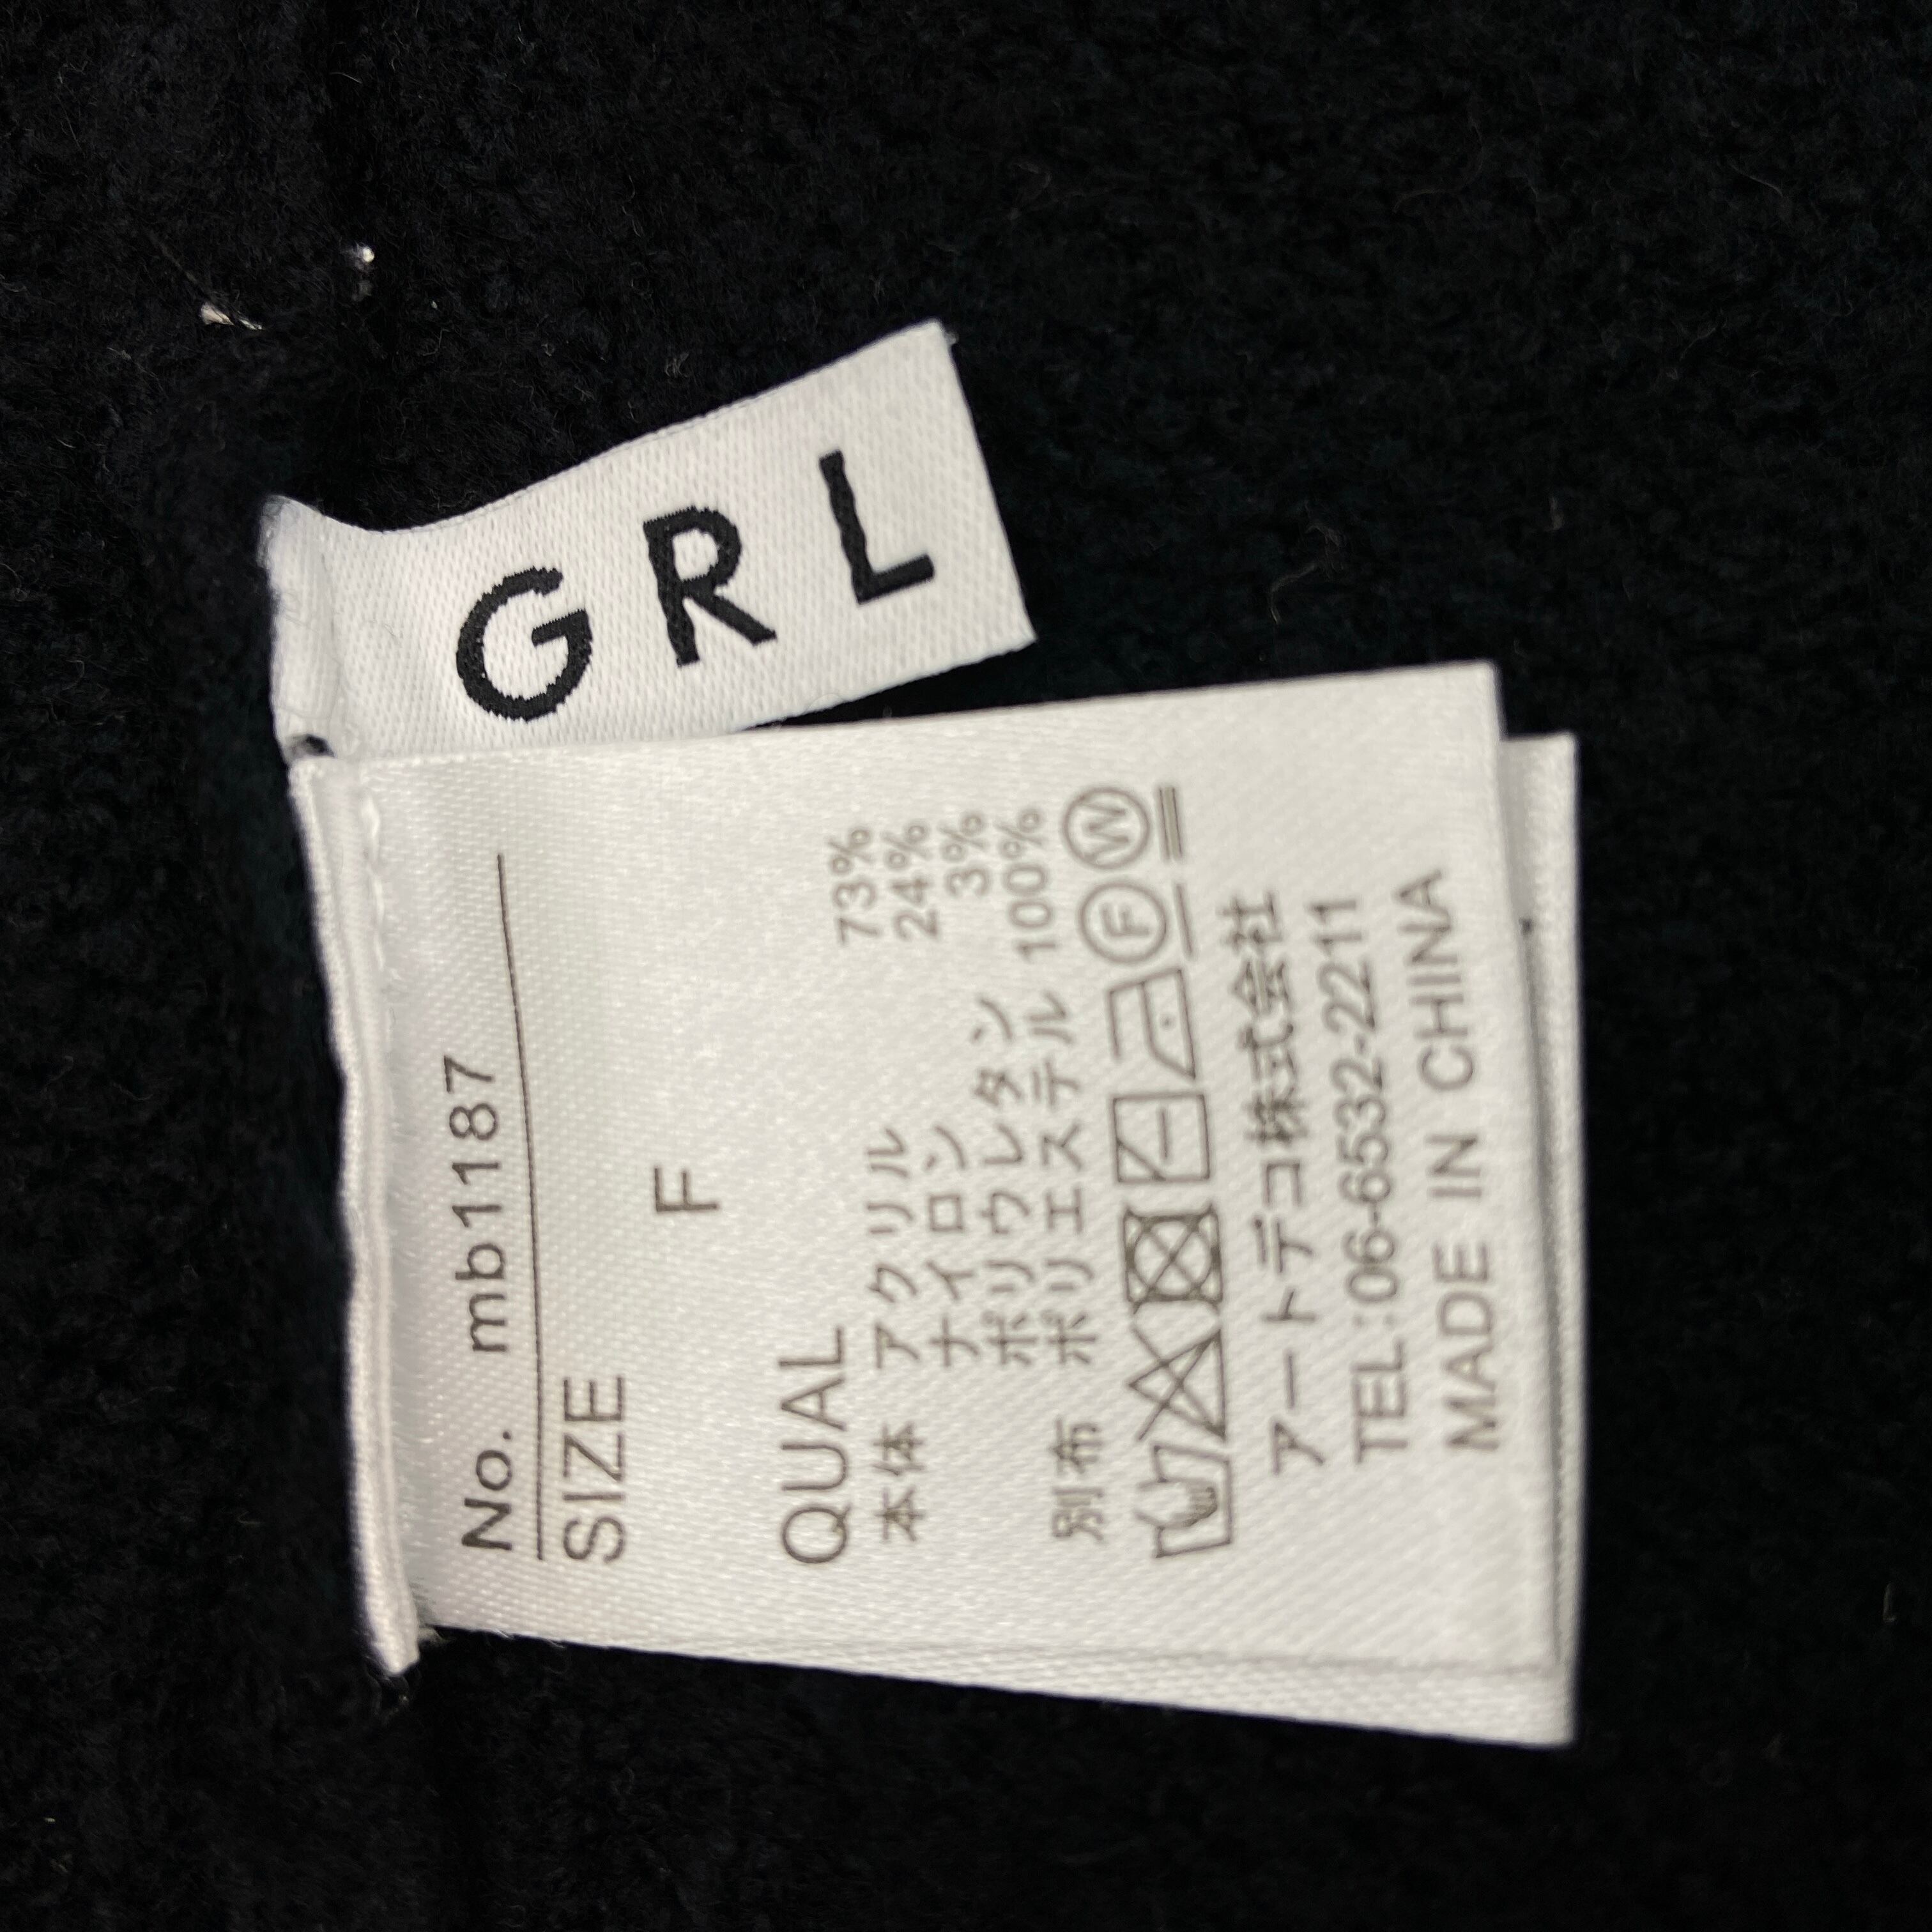 GRL
No. mb1187
SIZE
F
QUAL
本体 アクリル 73%
ナイロン 24%
ポリウレタン 3%
別布 ポリエステル 100%
F W
アートデコ株式会社
TEL:06-6532-2211
MADE IN CHINA